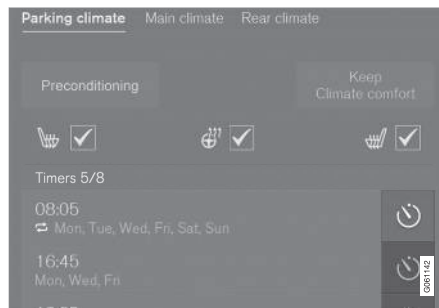 Parking climate Main climate Rear climate
Preconditioning
Keep
Climate comfort
Timers 5/8
08:05
Mon, Tue, Wed, Fri, Sat, Sun
16:45
Mon, Wed, Fri
G061142